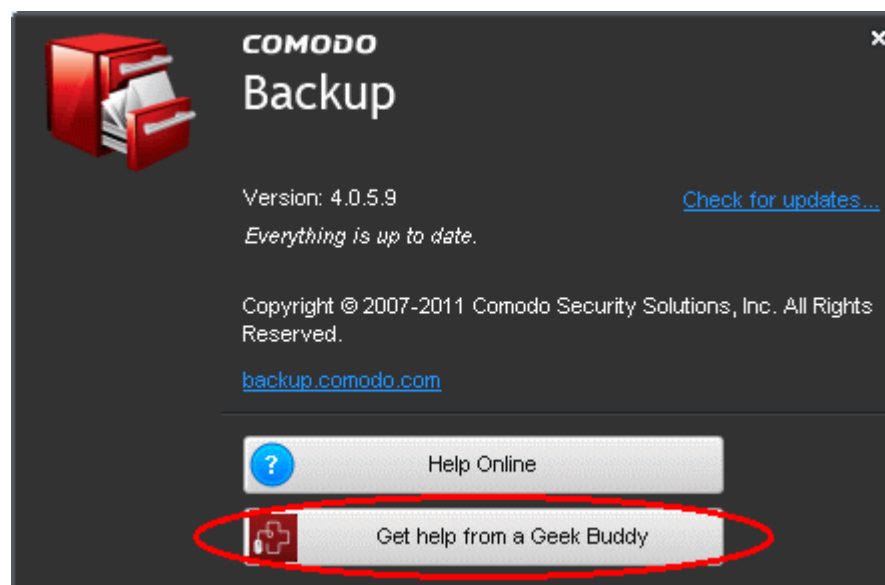 COMODO
Backup
Version: 4.0.5.9
Check for updates...
Everything is up to date.
Copyright © 2007-2011 Comodo Security Solutions, Inc. All Rights
Reserved.
backup.comodo.com
Help Online
Get help from a Geek Buddy